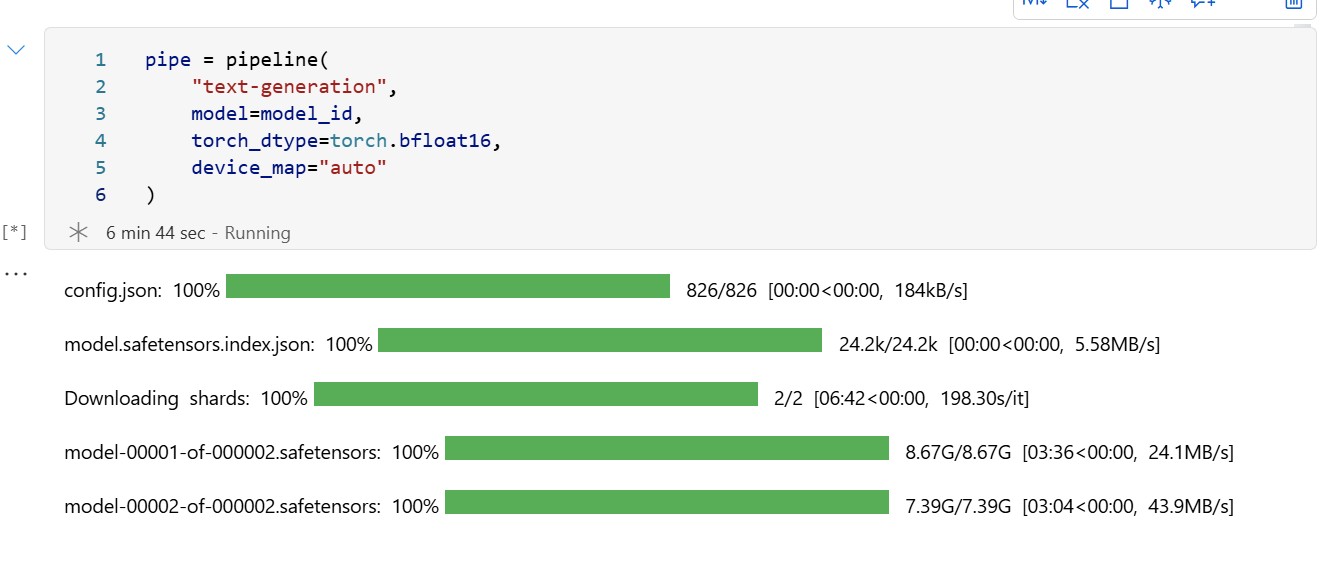 1 pipe = pipeline(
2 "text-generation",
3 model=model_id,
4 torch_dtype=torch.bfloat16,
5 device_map="auto"
6 )
[*] 6 min 44 sec - Running
...
config.json: 100% 826/826 [00:00<00:00, 184kB/s]
model.safetensors.index.json: 100% 24.2k/24.2k [00:00<00:00, 5.58MB/s]
Downloading shards: 100% 2/2 [06:42<00:00, 198.30s/it]
model-00001-of-000002.safetensors: 100% 8.67G/8.67G [03:36<00:00, 24.1MB/s]
model-00002-of-000002.safetensors: 100% 7.39G/7.39G [03:04<00:00, 43.9MB/s]